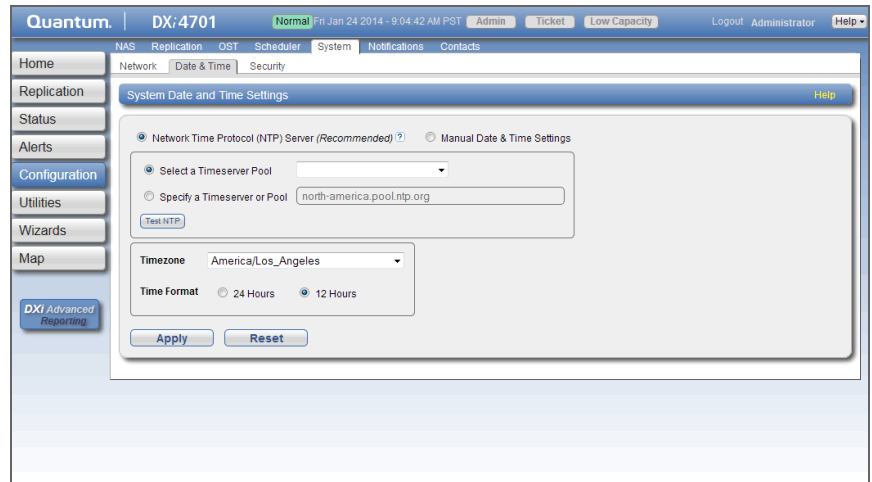 Quantum. DXi4701 Normal Fri Jan 24 2014 - 9:04:42 AM PST Admin Ticket Low Capacity Logout Administrator Help
NAS Replication OST Scheduler System Notifications Contacts
Home
Network Date & Time Security
Replication
System Date and Time Settings Help
Status
Network Time Protocol (NTP) Server (Recommended) ? Manual Date & Time Settings
Alerts
Select a Timeserver Pool
Configuration
Specify a Timeserver or Pool north-america.pool.ntp.org
Utilities
Test NTP
Wizards
Map
Timezone America/Los_Angeles
Time Format 24 Hours 12 Hours
DXi Advanced
Reporting
Apply Reset